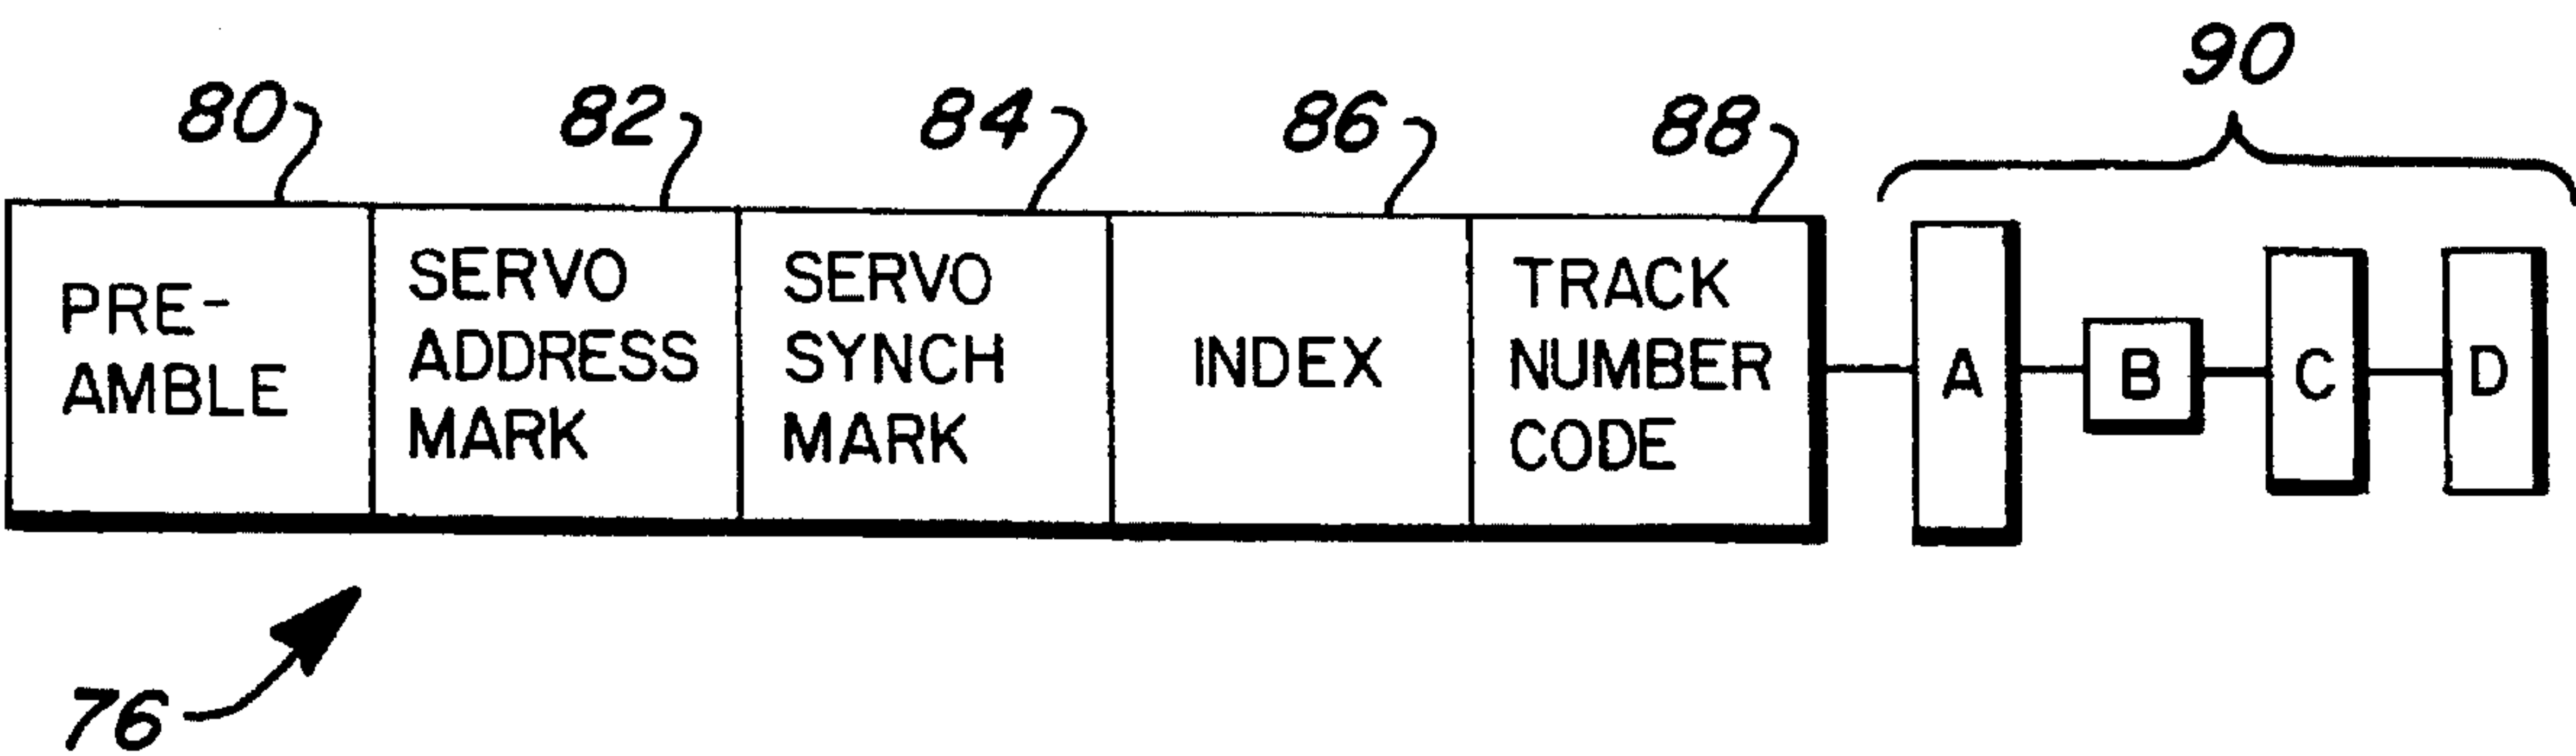 90
80
82
84
86
88
PRE-
AMBLE
SERVO
ADDRESS
MARK
SERVO
SYNCH
MARK
INDEX
TRACK
NUMBER
CODE
A
B
C
D
76